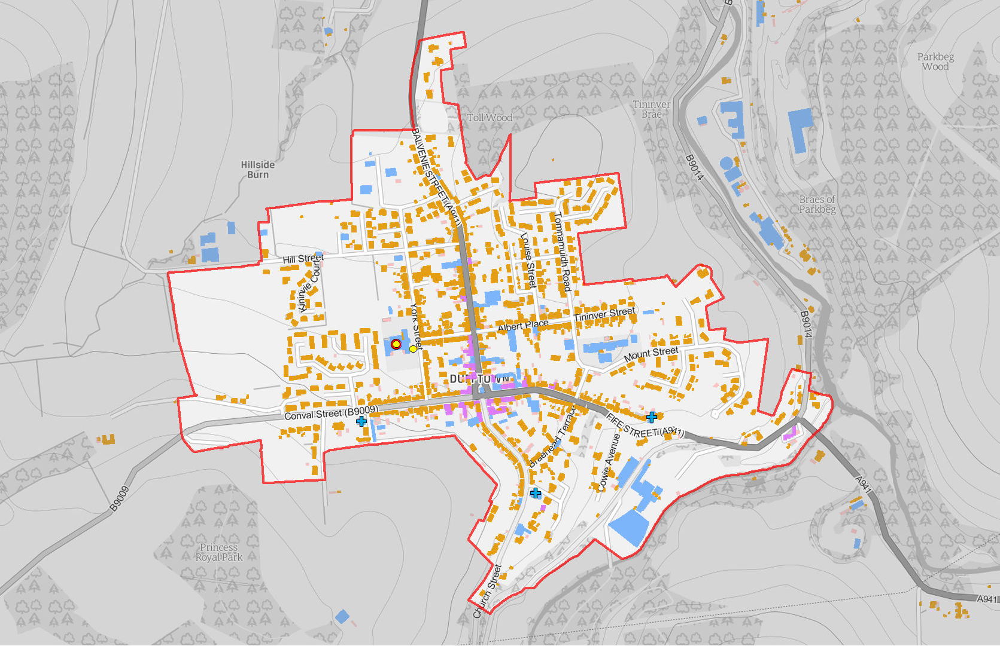 B
Parkbeg
Wood
Tininver
Brae
Toll Wood
BALVENIE STREET (A941)
Hillside
Burn
B9014
Braes of
Parkbeg
Tomnamuidh Road
Louise Street
Hill Street
Kininvie Court
York Street
Albert Place
Tininver Street
B9014
Mount Street
DUFFTOWN
Conval Street (B9009)
FIFE STREET (A941)
Braehead Terrace
Cowie Avenue
B9009
A941
Princess
Royal Park
Church Street
A941